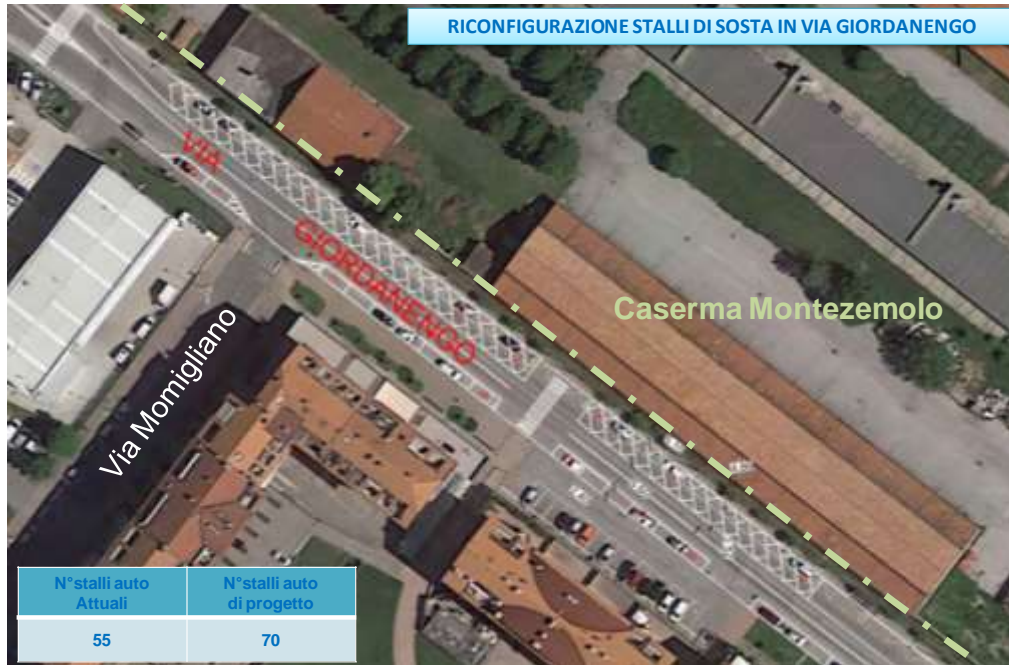 RICONFIGURAZIONE STALLI DI SOSTA IN VIA GIORDANENGO
VIA
GIORDANENGO
Caserma Montezemolo
Via Momigliano
N°stalli auto Attuali
N°stalli auto di progetto
55
70